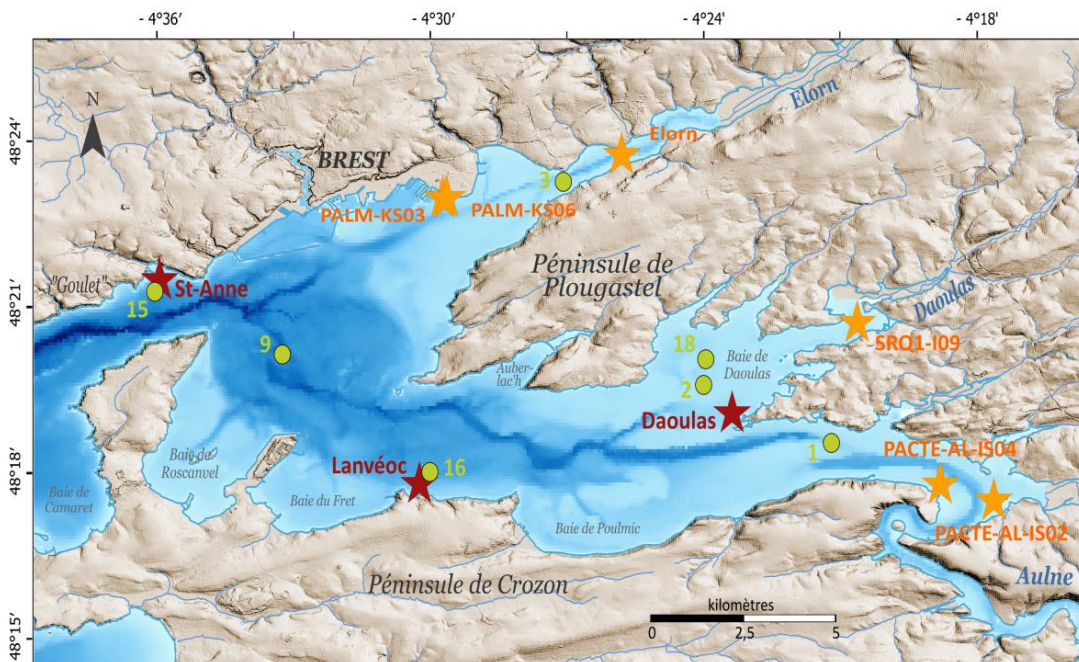 - 4°36'
- 4°30'
- 4°24'
- 4°18'
48°24'
48°21'
48°18'
48°15'
N
BREST
Elorn
Elorn
3
PALM-KS03
PALM-KS06
"Goulet"
St-Anne
15
Péninsule de
Plougastel
Daoulas
SRQ1-I09
9
18
Baie de
Daoulas
2
Auber-
lac'h
Daoulas
1
PACTE-AL-IS04
Baie de
Roscanvel
Lanvéoc
16
Baie de
Camaret
Baie du Fret
Baie de Poulmic
PACTE-AL-IS02
Aulne
Péninsule de Crozon
kilomètres
0
2,5
5